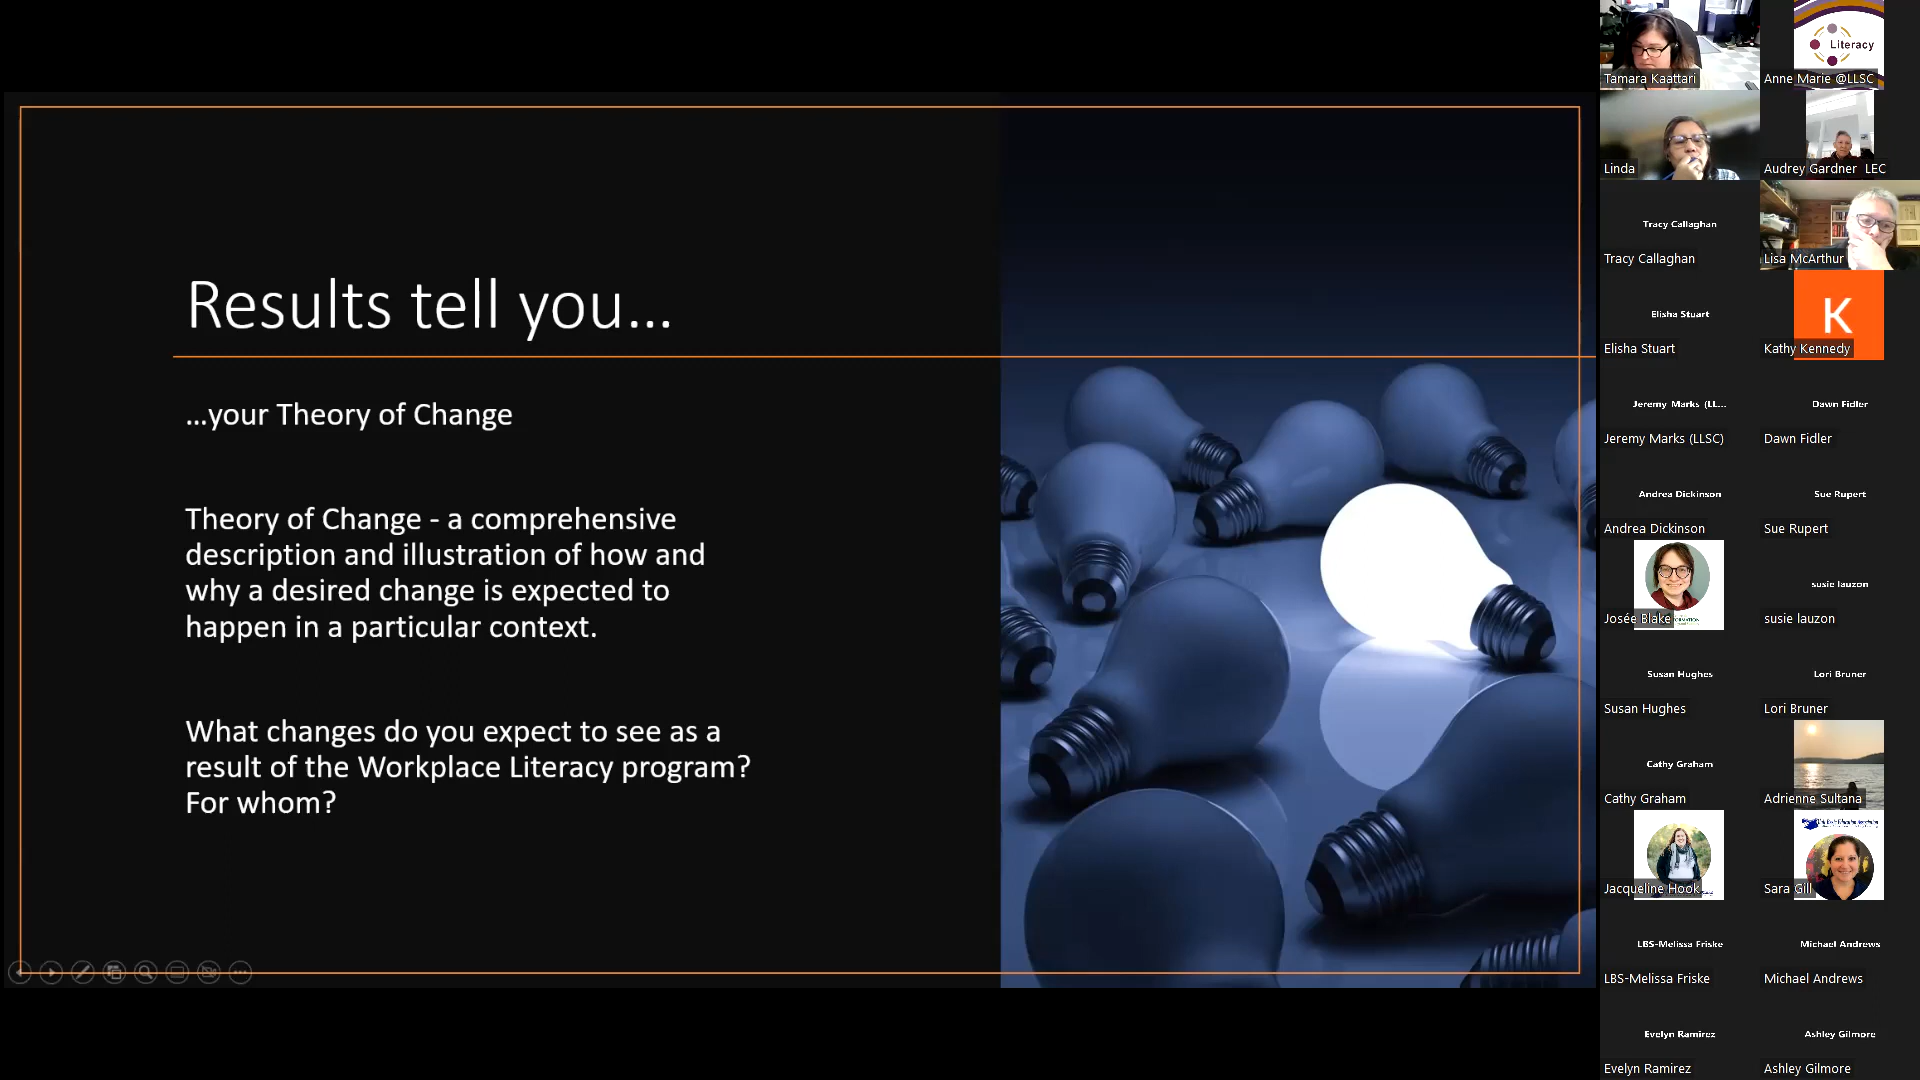 Results tell you...
...your Theory of Change
Theory of Change - a comprehensive
description and illustration of how and
why a desired change is expected to
happen in a particular context.
What changes do you expect to see as a
result of the Workplace Literacy program?
For whom?
Tamara Kaattari
Literacy
Anne Marie @LLSC
Linda
Audrey Gardner LEC
Tracy Callaghan
Tracy Callaghan
Lisa McArthur
Elisha Stuart
Elisha Stuart
K
Kathy Kennedy
Jeremy Marks (LL...
Jeremy Marks (LLSC)
Dawn Fidler
Dawn Fidler
Andrea Dickinson
Andrea Dickinson
Sue Rupert
Sue Rupert
Josée Blake
susie lauzon
susie lauzon
Susan Hughes
Susan Hughes
Lori Bruner
Lori Bruner
Cathy Graham
Cathy Graham
Adrienne Sultana
Jacqueline Hook
Sara Gill
LBS-Melissa Friske
LBS-Melissa Friske
Michael Andrews
Michael Andrews
Evelyn Ramirez
Evelyn Ramirez
Ashley Gilmore
Ashley Gilmore